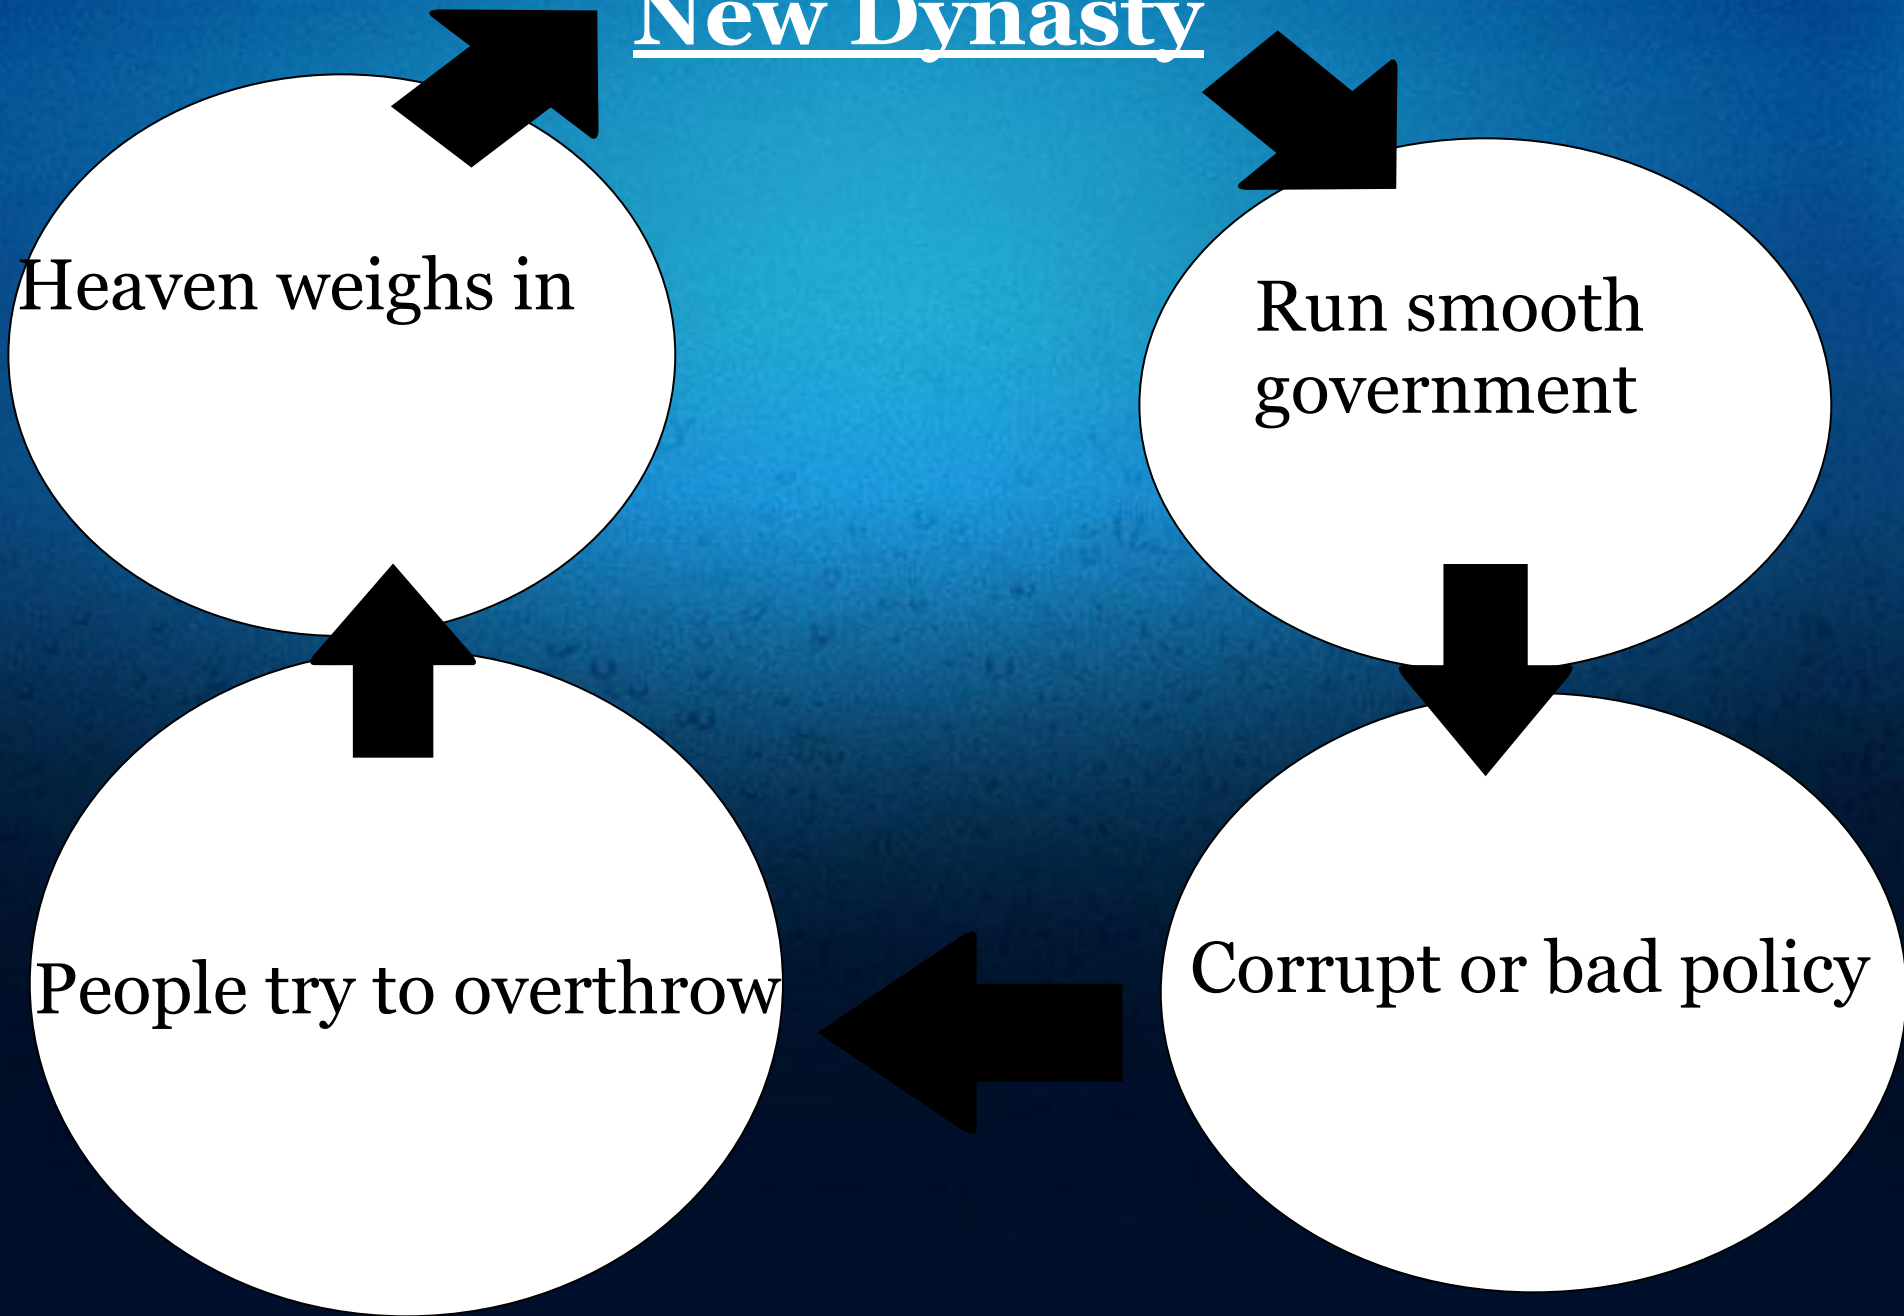 New Dynasty
Heaven weighs in
Run smooth
government
People try to overthrow
Corrupt or bad policy